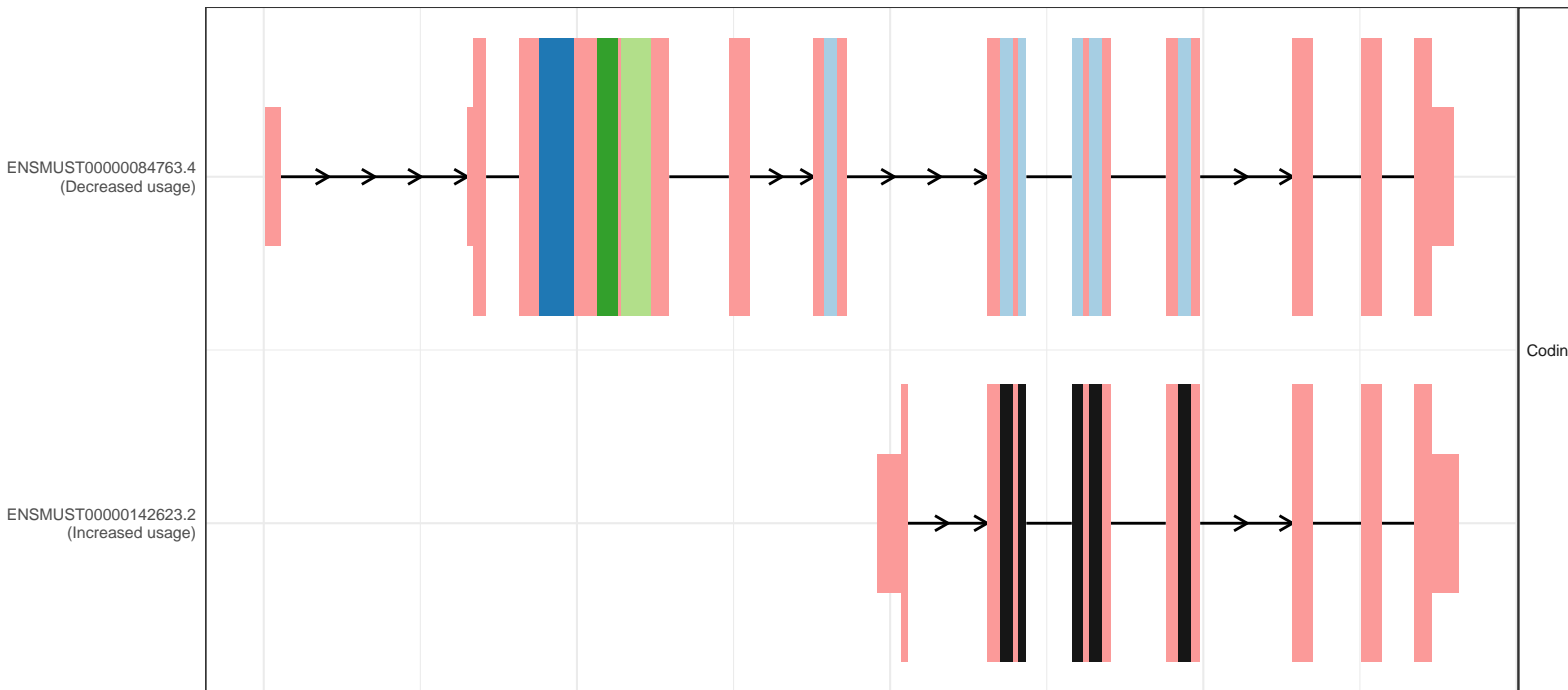 ENSMUST00000084763.4
(Decreased usage)
Codin
ENSMUST00000142623.2
(Increased usage)